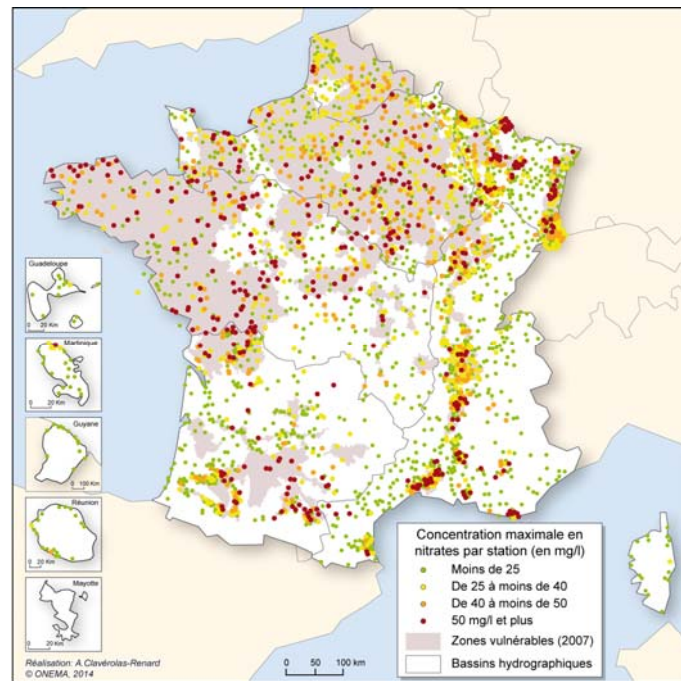 Guadeloupe
0 20 Km
Martinique
0 20 Km
Guyane
0 100 Km
Réunion
0 20 Km
Mayotte
0 20 Km
Concentration maximale en
nitrates par station (en mg/l)
Moins de 25
De 25 à moins de 40
De 40 à moins de 50
50 mg/l et plus
Zones vulnérables (2007)
Bassins hydrographiques
Réalisation: A.Clavérolas-Renard
© ONEMA, 2014
0 50 100 km